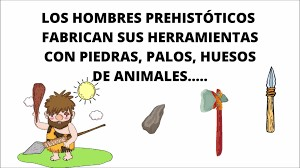 LOS HOMBRES PREHISTÓTICOS
FABRICAN SUS HERRAMIENTAS
CON PIEDRAS, PALOS, HUESOS
DE ANIMALES.....